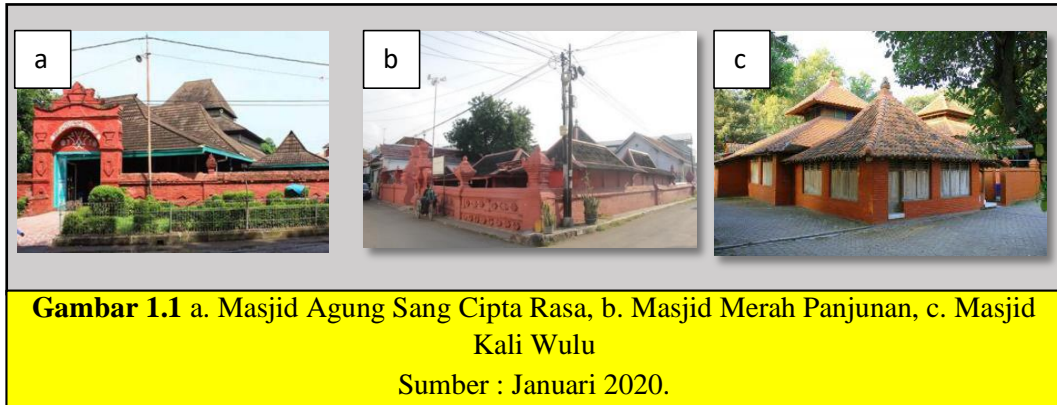 a
b
c
Gambar 1.1 a. Masjid Agung Sang Cipta Rasa, b. Masjid Merah Panjunan, c. Masjid
Kali Wulu
Sumber : Januari 2020.